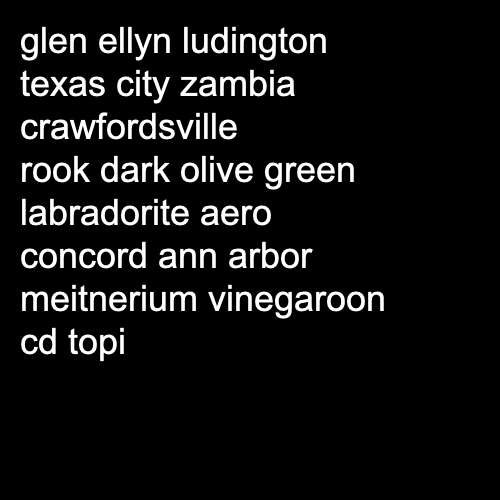 glen ellyn ludington
texas city zambia
crawfordsville
rook dark olive green
labradorite aero
concord ann arbor
meitnerium vinegaroon
cd topi